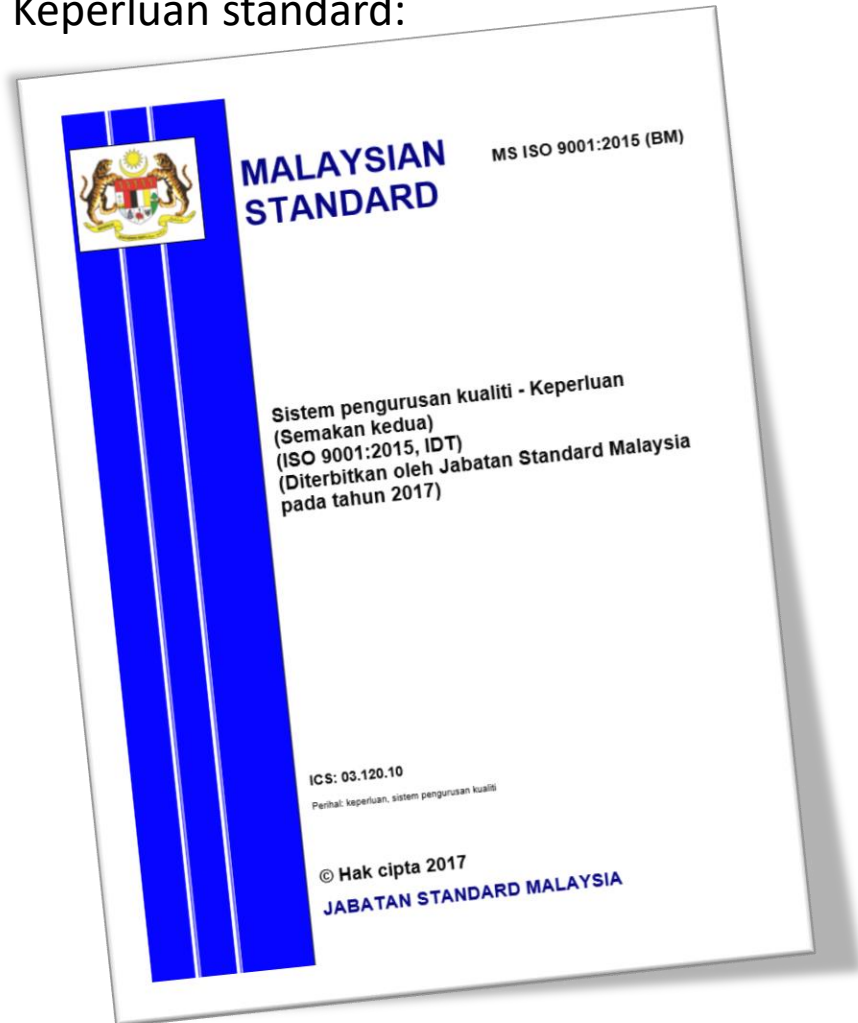 Keperluan standard:
MALAYSIAN
STANDARD
MS ISO 9001:2015 (BM)
Sistem pengurusan kualiti - Keperluan
(Semakan kedua)
(ISO 9001:2015, IDT)
(Diterbitkan oleh Jabatan Standard Malaysia
pada tahun 2017)
ICS: 03.120.10
Perihal: keperluan, sistem pengurusan kualiti
© Hak cipta 2017
JABATAN STANDARD MALAYSIA